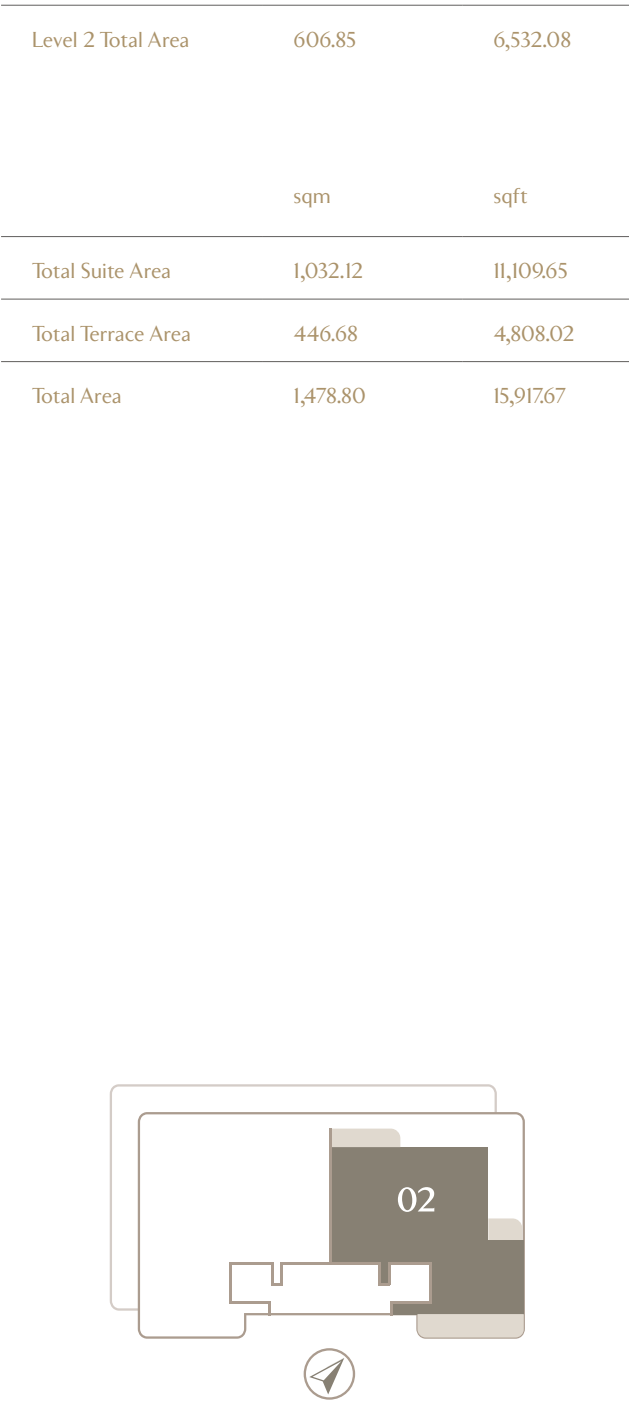 Level 2 Total Area 606.85 6,532.08
sqm sqft
Total Suite Area 1,032.12 11,109.65
Total Terrace Area 446.68 4,808.02
Total Area 1,478.80 15,917.67
02